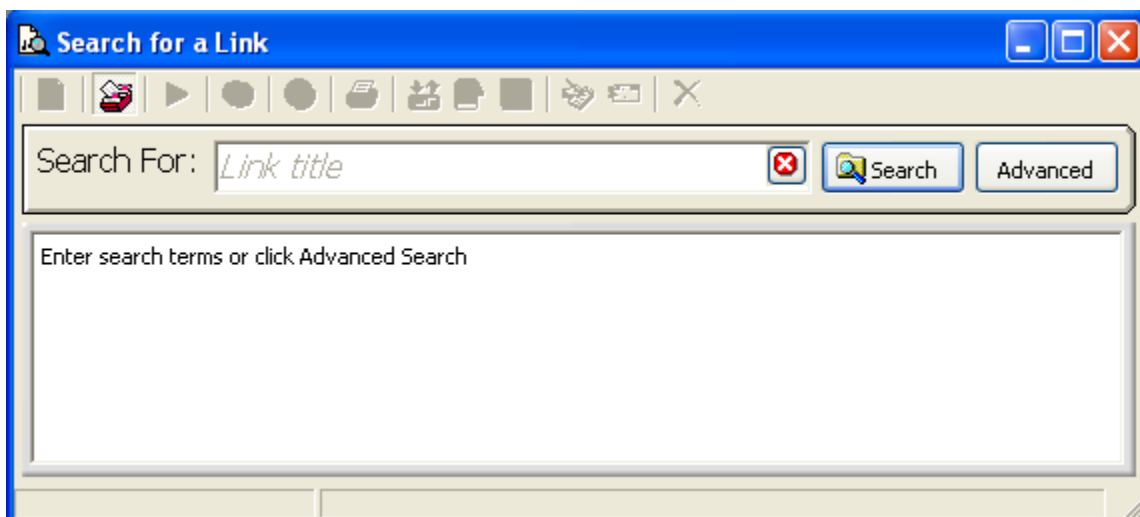 Search for a Link
Search For: Link title Search Advanced
Enter search terms or click Advanced Search